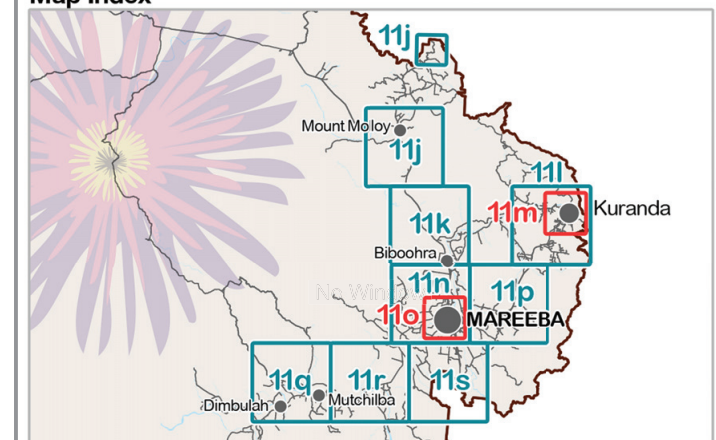 Map Index
11j
Mount Molloy
11j
11l
11m
Kuranda
11k
Biboohra
11n
11p
11o
MAREEBA
11q
11r
11s
Mutchilba
Dimbulah